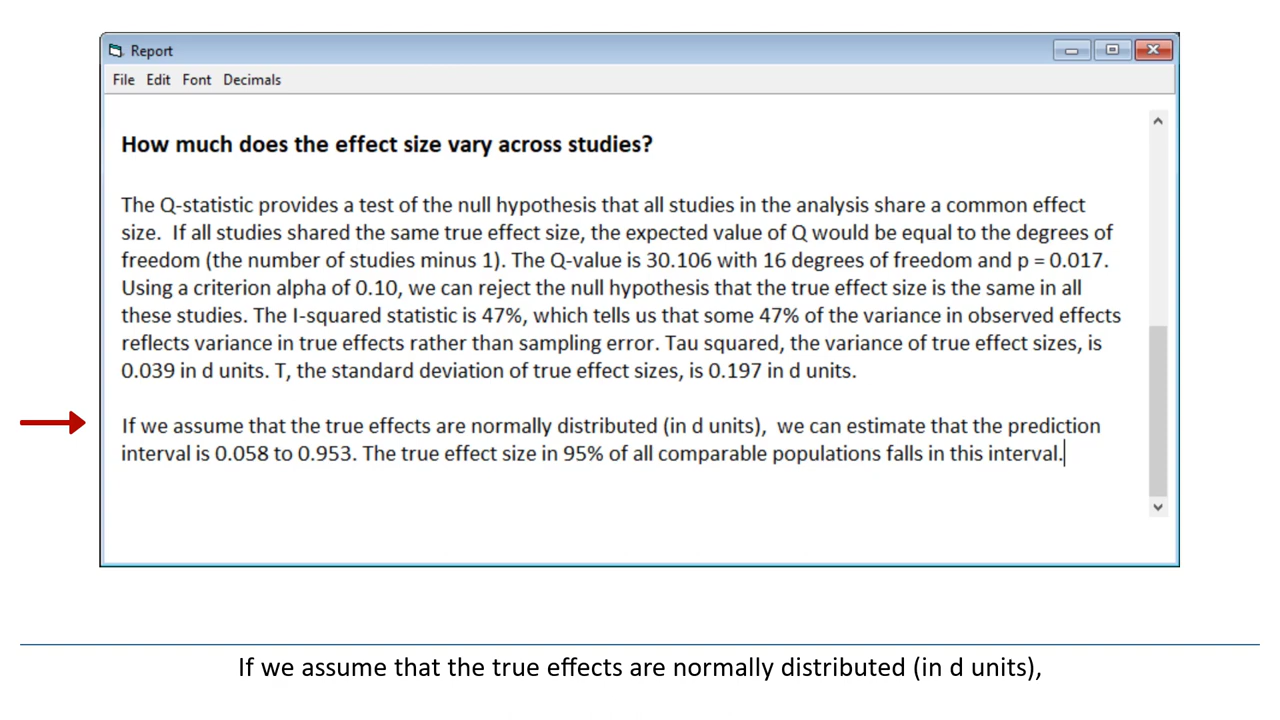 Report
File Edit Font Decimals
How much does the effect size vary across studies?
The Q-statistic provides a test of the null hypothesis that all studies in the analysis share a common effect
size.  If all studies shared the same true effect size, the expected value of Q would be equal to the degrees of
freedom (the number of studies minus 1). The Q-value is 30.106 with 16 degrees of freedom and p = 0.017.
Using a criterion alpha of 0.10, we can reject the null hypothesis that the true effect size is the same in all
these studies. The I-squared statistic is 47%, which tells us that some 47% of the variance in observed effects
reflects variance in true effects rather than sampling error. Tau squared, the variance of true effect sizes, is
0.039 in d units. T, the standard deviation of true effect sizes, is 0.197 in d units.
If we assume that the true effects are normally distributed (in d units),  we can estimate that the prediction
interval is 0.058 to 0.953. The true effect size in 95% of all comparable populations falls in this interval.
If we assume that the true effects are normally distributed (in d units),